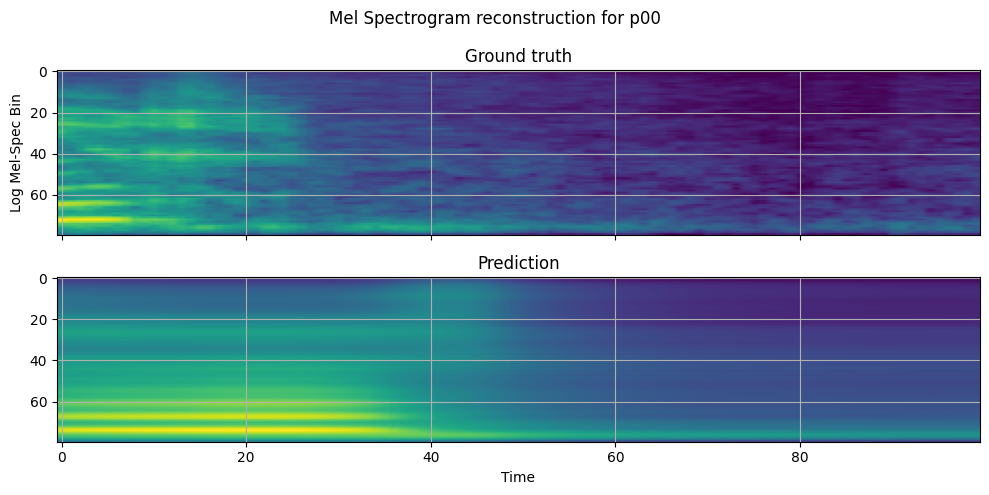 Mel Spectrogram reconstruction for p00
Ground truth
0
20
40
60
Log Mel-Spec Bin
Prediction
0
20
40
60
0 20 40 60 80
Time